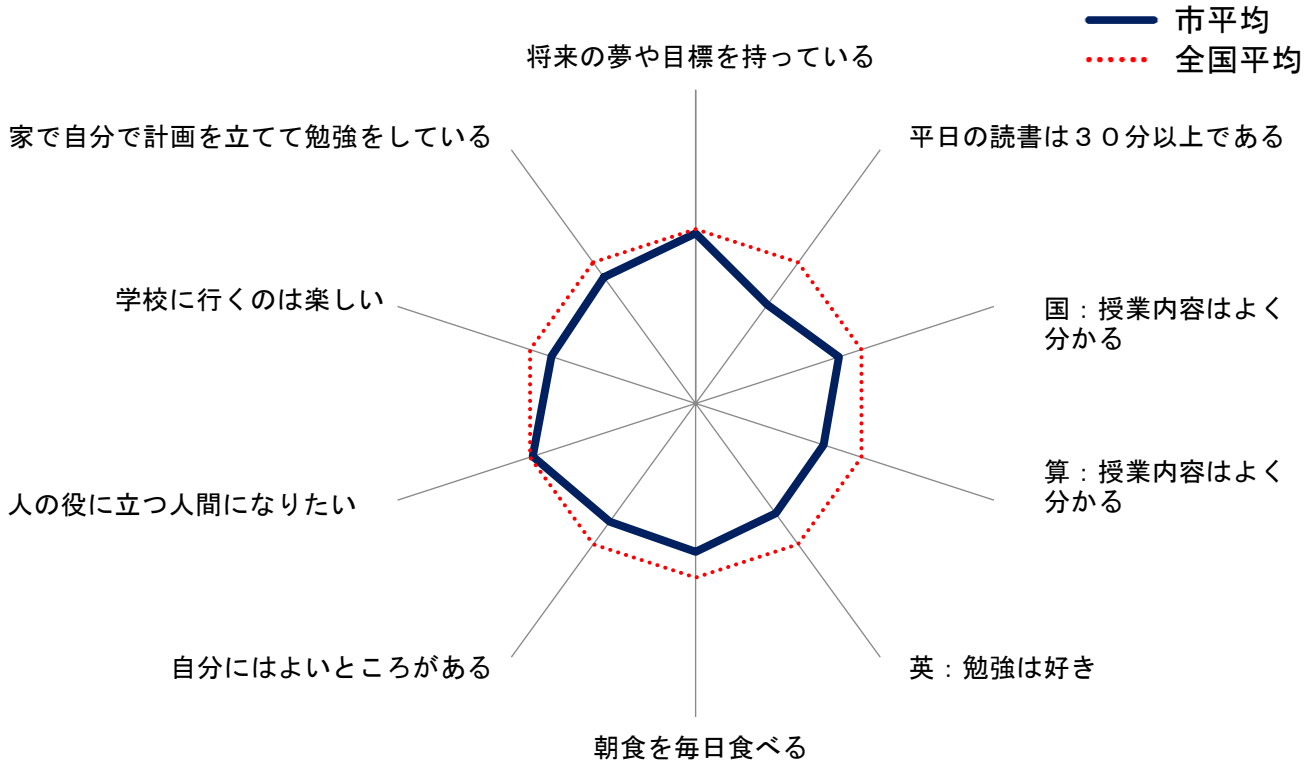 市平均
全国平均
将来の夢や目標を持っている
平日の読書は３０分以上である
国：授業内容はよく
分かる
算：授業内容はよく
分かる
英：勉強は好き
朝食を毎日食べる
自分にはよいところがある
人の役に立つ人間になりたい
学校に行くのは楽しい
家で自分で計画を立てて勉強をしている